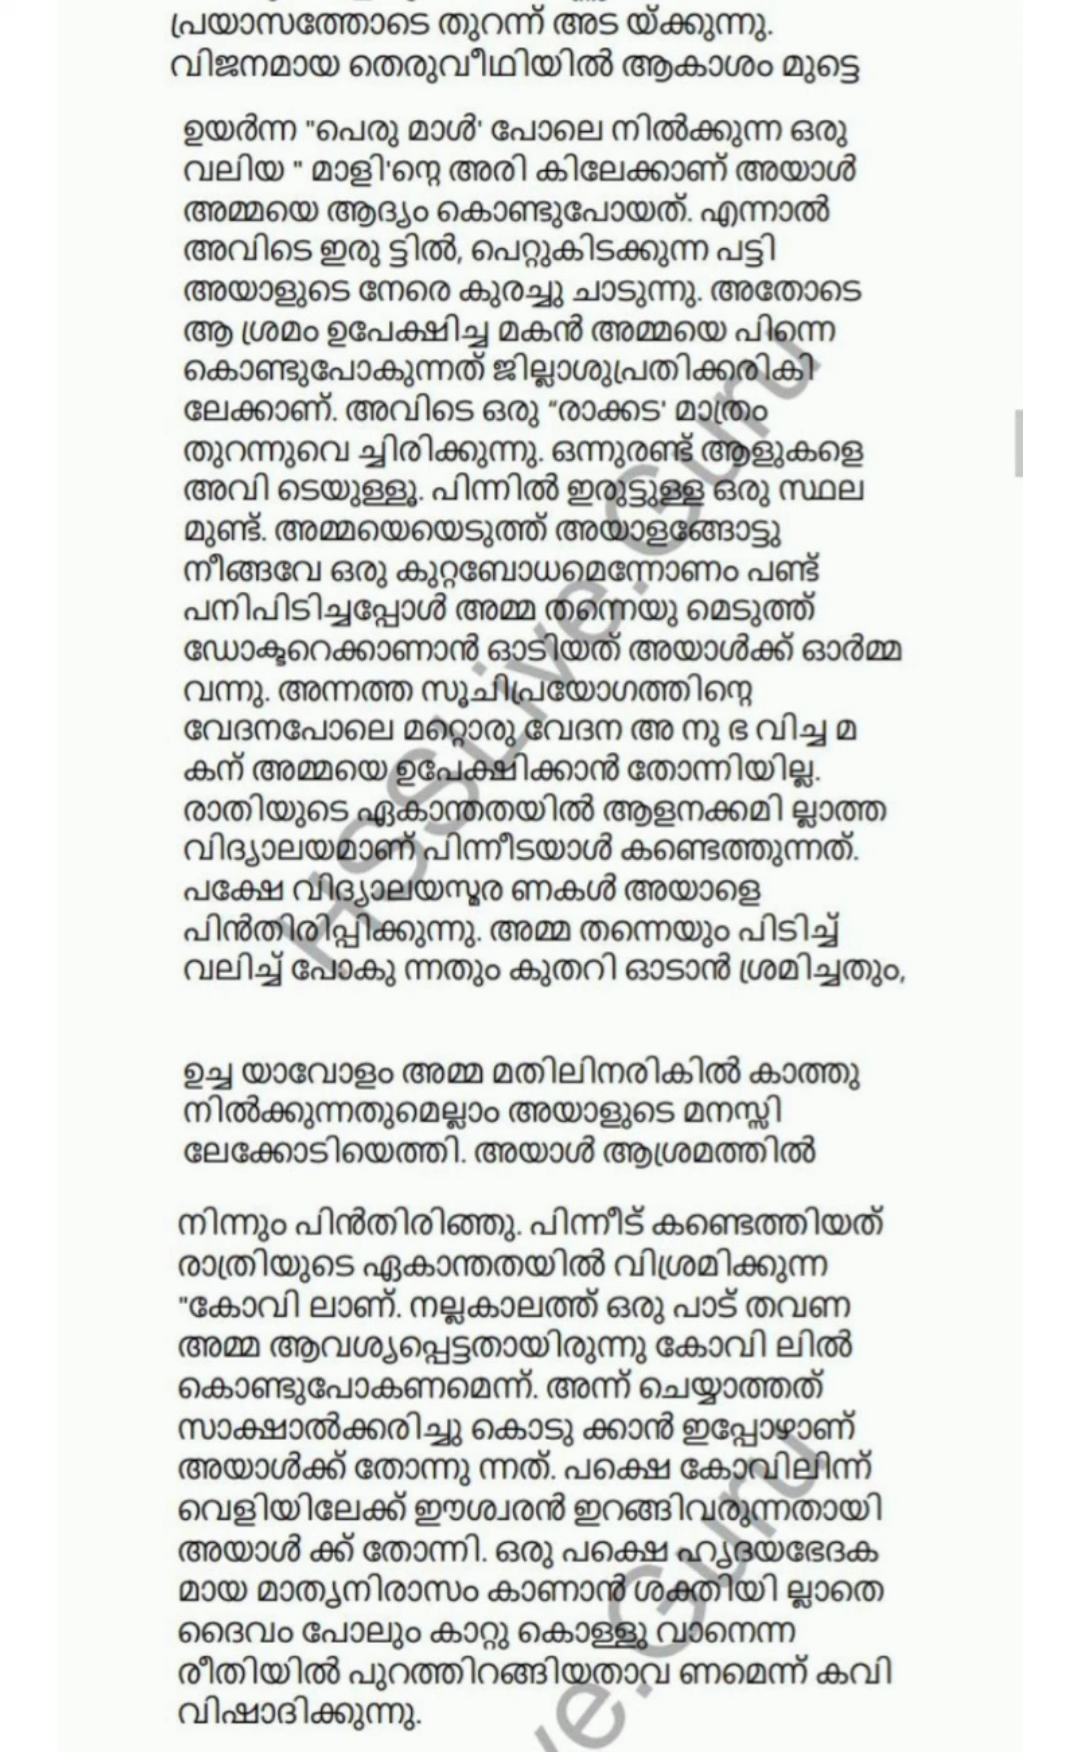 പ്രയാസത്തോടെ തുറന്ന് അട യ്ക്കുന്നു.
വിജനമായ തെരുവീഥിയിൽ ആകാശം മുട്ടെ
ഉയർന്ന "പെരു മാൾ' പോലെ നിൽക്കുന്ന ഒരു
വലിയ " മാളി'ന്റെ അരി കിലേക്കാണ് അയാൾ
അമ്മയെ ആദ്യം കൊണ്ടുപോയത്. എന്നാൽ
അവിടെ ഇരു ട്ടിൽ, പെറ്റുകിടക്കുന്ന പട്ടി
അയാളുടെ നേരെ കുരച്ചു ചാടുന്നു. അതോടെ
ആ ശ്രമം ഉപേക്ഷിച്ച മകൻ അമ്മയെ പിന്നെ
കൊണ്ടുപോകുന്നത് ജില്ലാശുപ്രതിക്കരികി
ലേക്കാണ്. അവിടെ ഒരു “രാക്കട' മാത്രം
തുറന്നുവെ ച്ചിരിക്കുന്നു. ഒന്നുരണ്ട് ആളുകളെ
അവി ടെയുള്ളൂ. പിന്നിൽ ഇരുട്ടുള്ള ഒരു സ്ഥല
മുണ്ട്. അമ്മയെയെടുത്ത് അയാളങ്ങോട്ടു
നീങ്ങവേ ഒരു കുറ്റബോധമെന്നോണം പണ്ട്
പനിപിടിച്ചപ്പോൾ അമ്മ തന്നെയു മെടുത്ത്
ഡോക്ടറെക്കാണാൻ ഓടിയത് അയാൾക്ക് ഓർമ്മ
വന്നു. അന്നത്ത സൂചിപ്രയോഗത്തിന്റെ
വേദനപോലെ മറ്റൊരു വേദന അ നു ഭ വിച്ച മ
കന് അമ്മയെ ഉപേക്ഷിക്കാൻ തോന്നിയില്ല.
രാതിയുടെ ഏകാന്തതയിൽ ആളനക്കമി ല്ലാത്ത
വിദ്യാലയമാണ് പിന്നീടയാൾ കണ്ടെത്തുന്നത്.
പക്ഷേ വിദ്യാലയസ്മര ണകൾ അയാളെ
പിൻതിരിപ്പിക്കുന്നു. അമ്മ തന്നെയും പിടിച്ച്
വലിച്ച് പോകു ന്നതും കുതറി ഓടാൻ ശ്രമിച്ചതും,
ഉച്ച യാവോളം അമ്മ മതിലിനരികിൽ കാത്തു
നിൽക്കുന്നതുമെല്ലാം അയാളുടെ മനസ്സി
ലേക്കോടിയെത്തി. അയാൾ ആശ്രമത്തിൽ
നിന്നും പിൻതിരിഞ്ഞു. പിന്നീട് കണ്ടെത്തിയത്
രാത്രിയുടെ ഏകാന്തതയിൽ വിശ്രമിക്കുന്ന
"കോവി ലാണ്. നല്ലകാലത്ത് ഒരു പാട് തവണ
അമ്മ ആവശ്യപ്പെട്ടതായിരുന്നു കോവി ലിൽ
കൊണ്ടുപോകണമെന്ന്. അന്ന് ചെയ്യാത്തത്
സാക്ഷാൽക്കരിച്ചു കൊടു ക്കാൻ ഇപ്പോഴാണ്
അയാൾക്ക് തോന്നു ന്നത്. പക്ഷെ കോവിലിന്ന്
വെളിയിലേക്ക് ഈശ്വരൻ ഇറങ്ങിവരുന്നതായി
അയാൾ ക്ക് തോന്നി. ഒരു പക്ഷെ ഹൃദയഭേദക
മായ മാതൃനിരാസം കാണാൻ ശക്തിയി ല്ലാതെ
ദൈവം പോലും കാറ്റു കൊള്ളു വാനെന്ന
രീതിയിൽ പുറത്തിറങ്ങിയതാവ ണമെന്ന് കവി
വിഷാദിക്കുന്നു.
HSSLive.Guru
ve.Guru